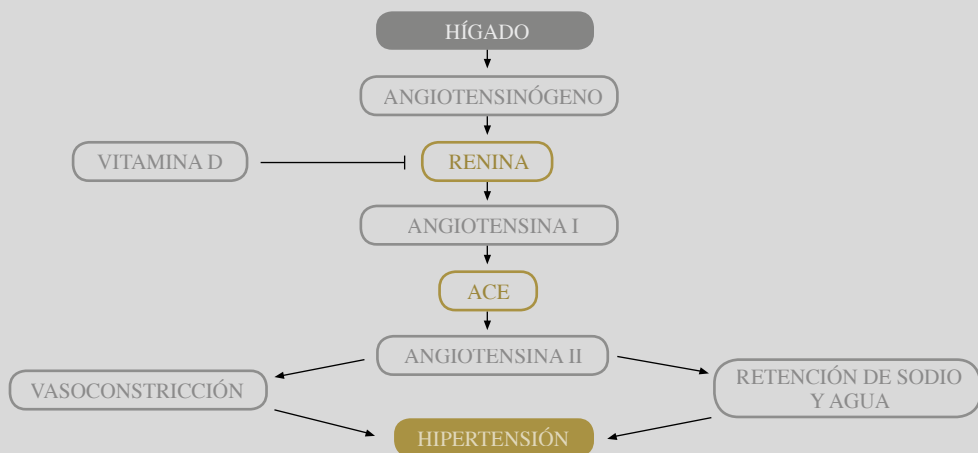 HÍGADO
ANGIOTENSINÓGENO
VITAMINA D
RENINA
ANGIOTENSINA I
ACE
ANGIOTENSINA II
VASOCONSTRICCIÓN
RETENCIÓN DE SODIO
Y AGUA
HIPERTENSIÓN